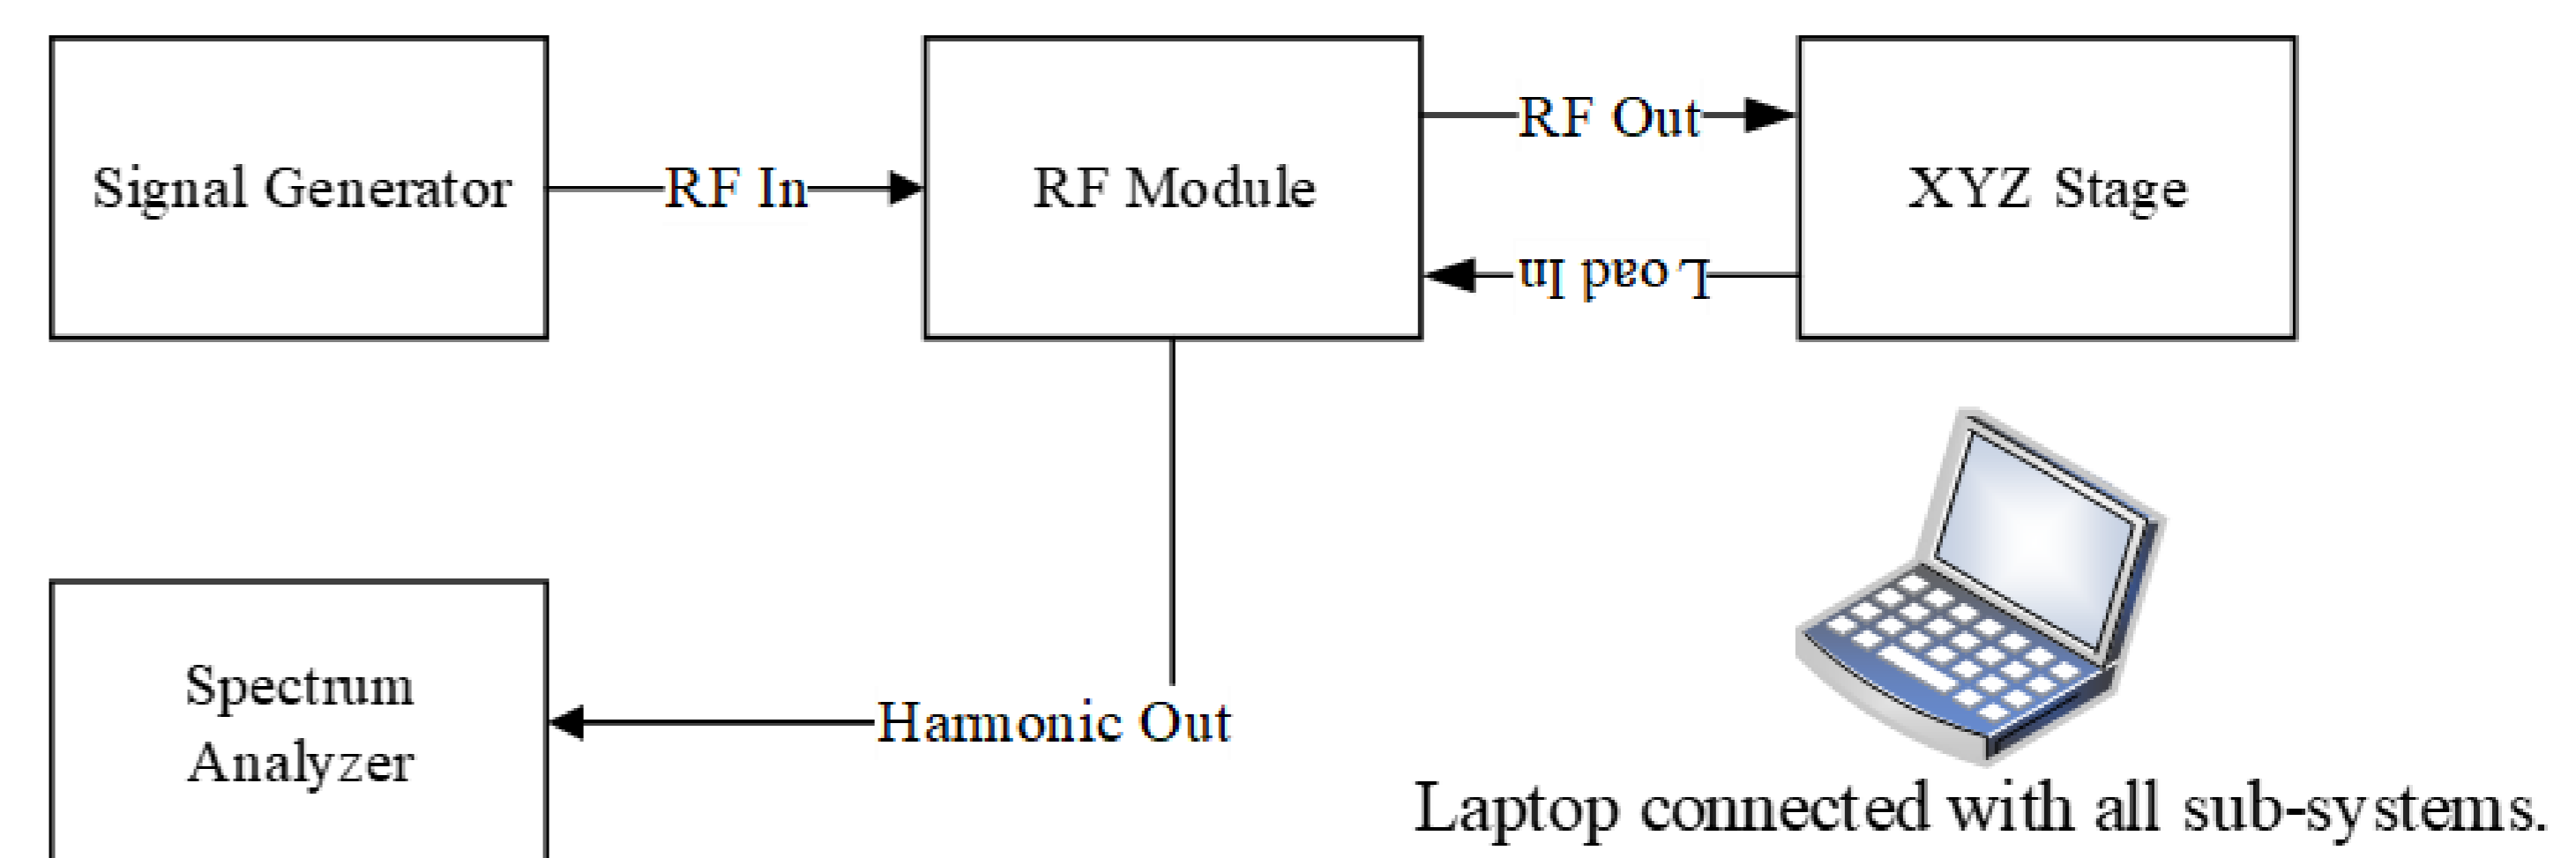 Signal Generator
RF In
RF Module
RF Out
XYZ Stage
Load In
Spectrum
Analyzer
Harmonic Out
Laptop connected with all sub-systems.